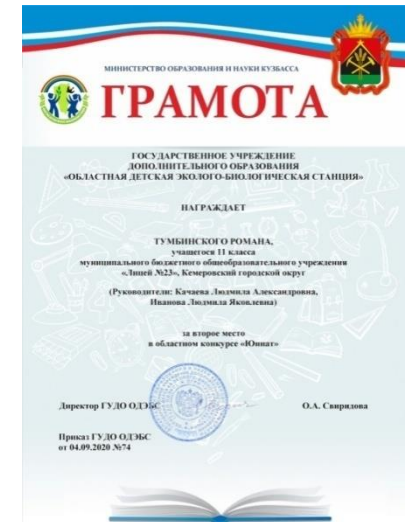 МИНИСТЕРСТВО ОБРАЗОВАНИЯ И НАУКИ КУЗБАССА
ГРАМОТА
ГОСУДАРСТВЕННОЕ УЧРЕЖДЕНИЕ
ДОПОЛНИТЕЛЬНОГО ОБРАЗОВАНИЯ
«ОБЛАСТНАЯ ДЕТСКАЯ ЭКОЛОГО-БИОЛОГИЧЕСКАЯ СТАНЦИЯ»
НАГРАЖДАЕТ
ТУМБИНСКОГО РОМАНА,
учащегося 11 класса
муниципального бюджетного общеобразовательного учреждения
«Лицей №23», Кемеровский городской округ
(Руководители: Качаева Людмила Александровна,
Иванова Людмила Яковлевна)
за второе место
в областном конкурсе «Юннат»
Директор ГУДО ОДЭБС О.А. Свиридова
Приказ ГУДО ОДЭБС
от 04.09.2020 №74